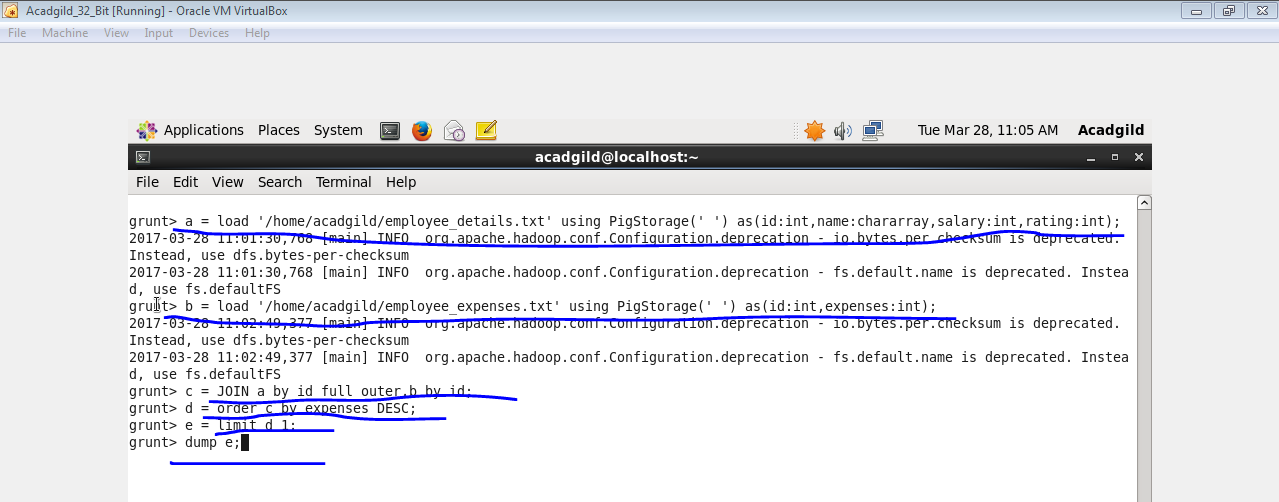 Acadgild_32_Bit [Running] - Oracle VM VirtualBox
File Machine View Input Devices Help
Applications Places System Tue Mar 28, 11:05 AM Acadgild
acadgild@localhost:~
File Edit View Search Terminal Help
grunt> a = load '/home/acadgild/employee_details.txt' using PigStorage(' ') as(id:int,name:chararray,salary:int,rating:int);
2017-03-28 11:01:30,768 [main] INFO  org.apache.hadoop.conf.Configuration.deprecation - io.bytes.per.checksum is deprecated.
Instead, use dfs.bytes-per-checksum
2017-03-28 11:01:30,768 [main] INFO  org.apache.hadoop.conf.Configuration.deprecation - fs.default.name is deprecated. Instea
d, use fs.defaultFS
grunt> b = load '/home/acadgild/employee_expenses.txt' using PigStorage(' ') as(id:int,expenses:int);
2017-03-28 11:02:49,377 [main] INFO  org.apache.hadoop.conf.Configuration.deprecation - io.bytes.per.checksum is deprecated.
Instead, use dfs.bytes-per-checksum
2017-03-28 11:02:49,377 [main] INFO  org.apache.hadoop.conf.Configuration.deprecation - fs.default.name is deprecated. Instea
d, use fs.defaultFS
grunt> c = JOIN a by id full outer,b by id;
grunt> d = order c by expenses DESC;
grunt> e = limit d 1;
grunt> dump e;